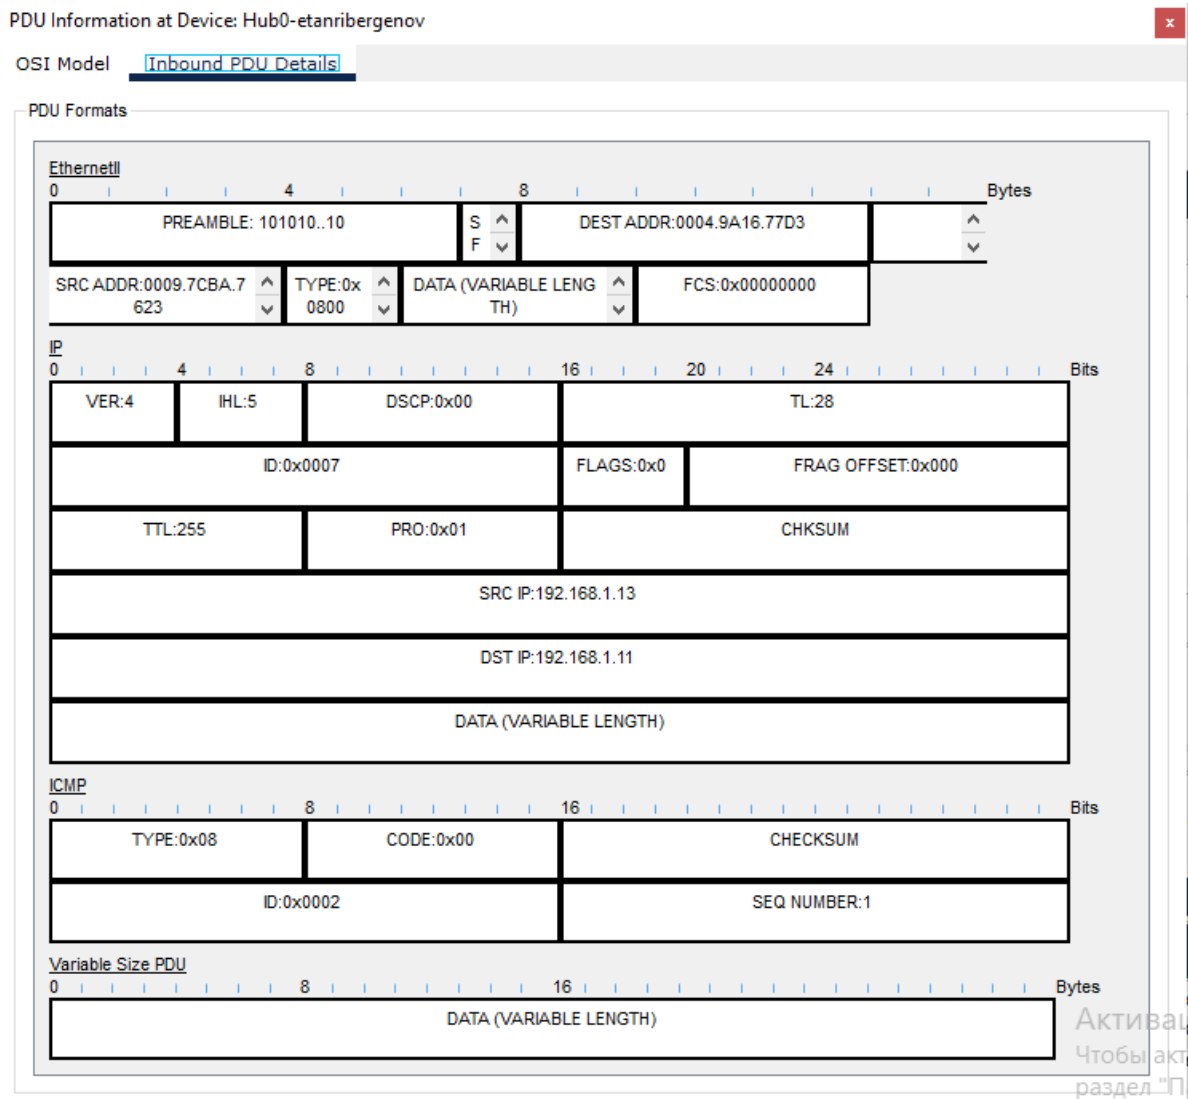 PDU Information at Device: Hub0-etanribergenov
x
OSI Model Inbound PDU Details
PDU Formats
EthernetII
0 4 8 Bytes
PREAMBLE: 101010..10
S
F
DEST ADDR:0004.9A16.77D3
SRC ADDR:0009.7CBA.7
623
TYPE:0x
0800
DATA (VARIABLE LENG
TH)
FCS:0x00000000
IP
0 4 8 16 20 24 Bits
VER:4 IHL:5 DSCP:0x00 TL:28
ID:0x0007 FLAGS:0x0 FRAG OFFSET:0x000
TTL:255 PRO:0x01 CHKSUM
SRC IP:192.168.1.13
DST IP:192.168.1.11
DATA (VARIABLE LENGTH)
ICMP
0 8 16 Bits
TYPE:0x08 CODE:0x00 CHECKSUM
ID:0x0002 SEQ NUMBER:1
Variable Size PDU
0 8 16 Bytes
DATA (VARIABLE LENGTH)
Чтобы
раздел